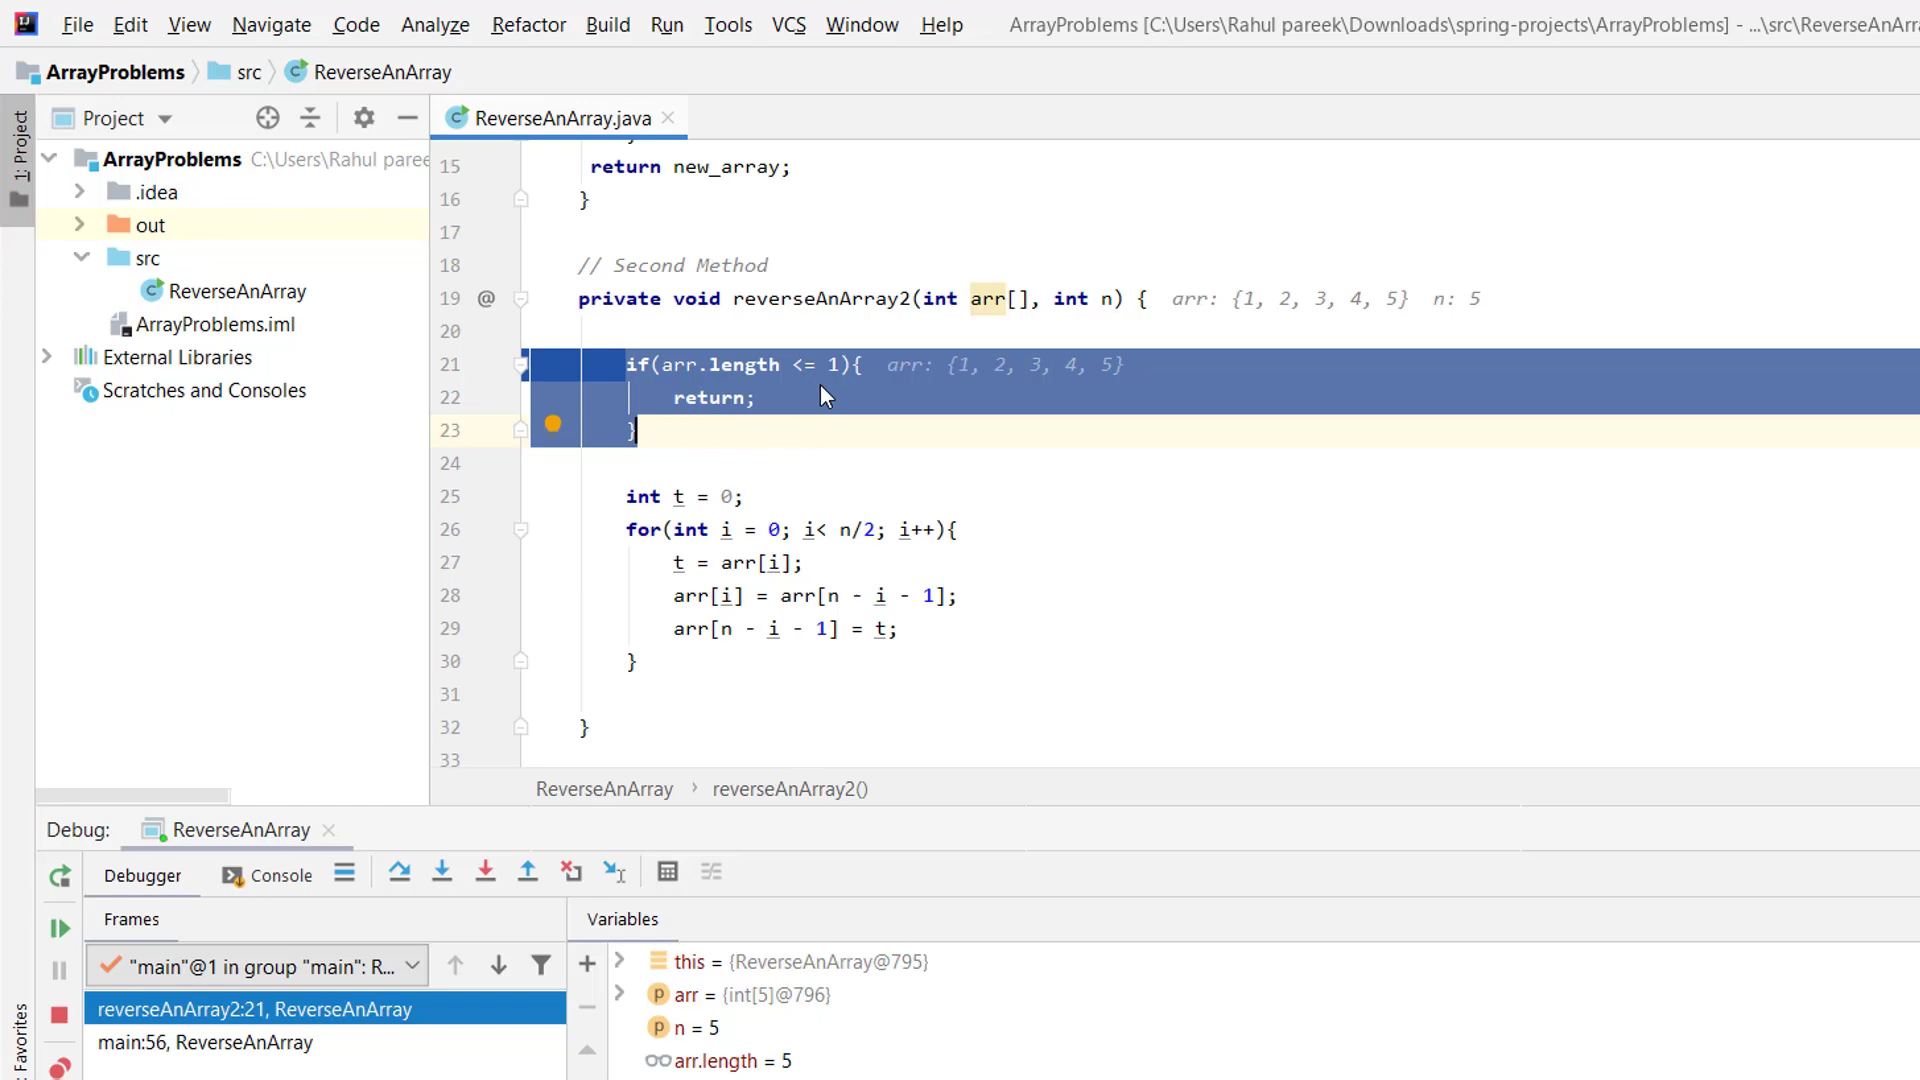 File Edit View Navigate Code Analyze Refactor Build Run Tools VCS Window Help ArrayProblems [C:\Users\Rahul pareek\Downloads\spring-projects\ArrayProblems] - ...\src\ReverseAnArra
ArrayProblems src ReverseAnArray
1: Project
Project
ReverseAnArray.java
ArrayProblems C:\Users\Rahul paree
.idea
out
src
ReverseAnArray
ArrayProblems.iml
External Libraries
Scratches and Consoles
15 return new_array;
16 }
17
18 // Second Method
19 @ private void reverseAnArray2(int arr[], int n) { arr: {1, 2, 3, 4, 5} n: 5
20
21 if(arr.length <= 1){ arr: {1, 2, 3, 4, 5}
22 return;
23 }
24
25 int t = 0;
26 for(int i = 0; i< n/2; i++){
27 t = arr[i];
28 arr[i] = arr[n - i - 1];
29 arr[n - i - 1] = t;
30 }
31
32 }
33
ReverseAnArray › reverseAnArray2()
Debug: ReverseAnArray
Debugger Console
Frames
"main"@1 in group "main": R...
reverseAnArray2:21, ReverseAnArray
main:56, ReverseAnArray
Variables
this = {ReverseAnArray@795}
arr = {int[5]@796}
n = 5
arr.length = 5
Favorites